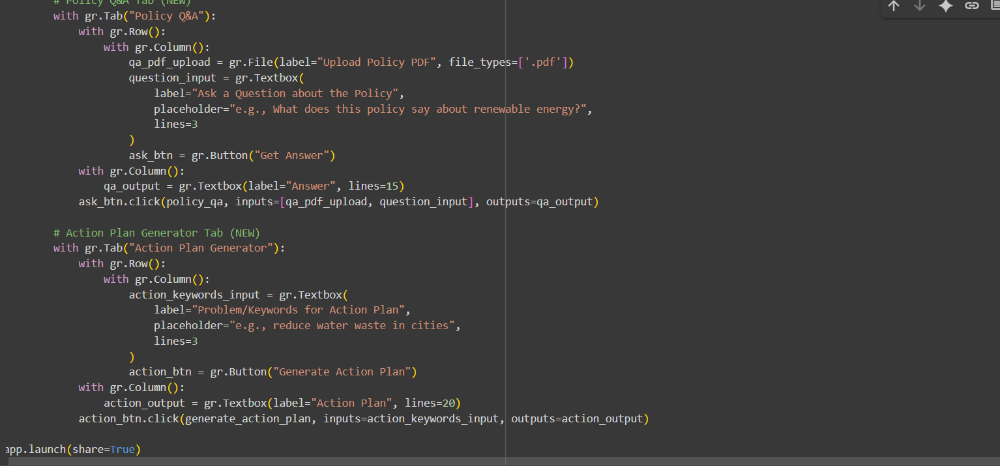 # Policy Q&A Tab (NEW)
with gr.Tab("Policy Q&A"):
with gr.Row():
with gr.Column():
qa_pdf_upload = gr.File(label="Upload Policy PDF", file_types=['.pdf'])
question_input = gr.Textbox(
label="Ask a Question about the Policy",
placeholder="e.g., What does this policy say about renewable energy?",
lines=3
)
ask_btn = gr.Button("Get Answer")
with gr.Column():
qa_output = gr.Textbox(label="Answer", lines=15)
ask_btn.click(policy_qa, inputs=[qa_pdf_upload, question_input], outputs=qa_output)
# Action Plan Generator Tab (NEW)
with gr.Tab("Action Plan Generator"):
with gr.Row():
with gr.Column():
action_keywords_input = gr.Textbox(
label="Problem/Keywords for Action Plan",
placeholder="e.g., reduce water waste in cities",
lines=3
)
action_btn = gr.Button("Generate Action Plan")
with gr.Column():
action_output = gr.Textbox(label="Action Plan", lines=20)
action_btn.click(generate_action_plan, inputs=action_keywords_input, outputs=action_output)
app.launch(share=True)